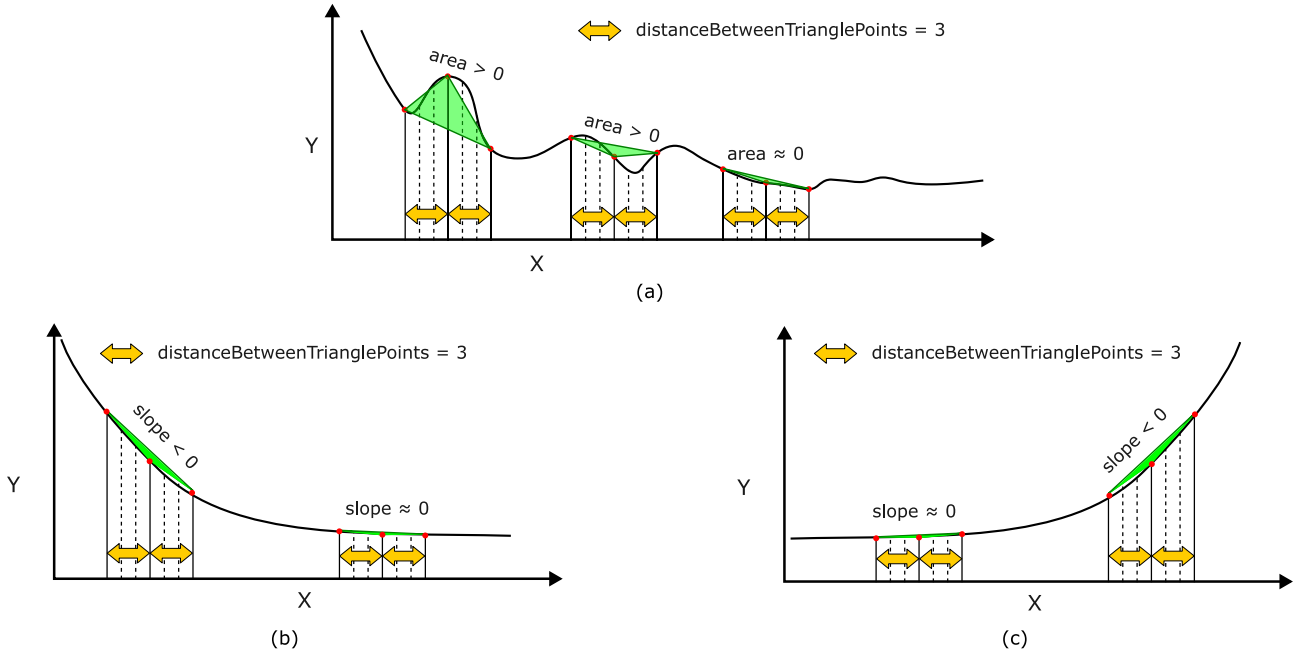 distanceBetweenTrianglePoints = 3
area > 0
area > 0
area ≈ 0
Y
X
(a)
distanceBetweenTrianglePoints = 3
slope < 0
slope ≈ 0
Y
X
(b)
distanceBetweenTrianglePoints = 3
slope < 0
slope ≈ 0
Y
X
(c)